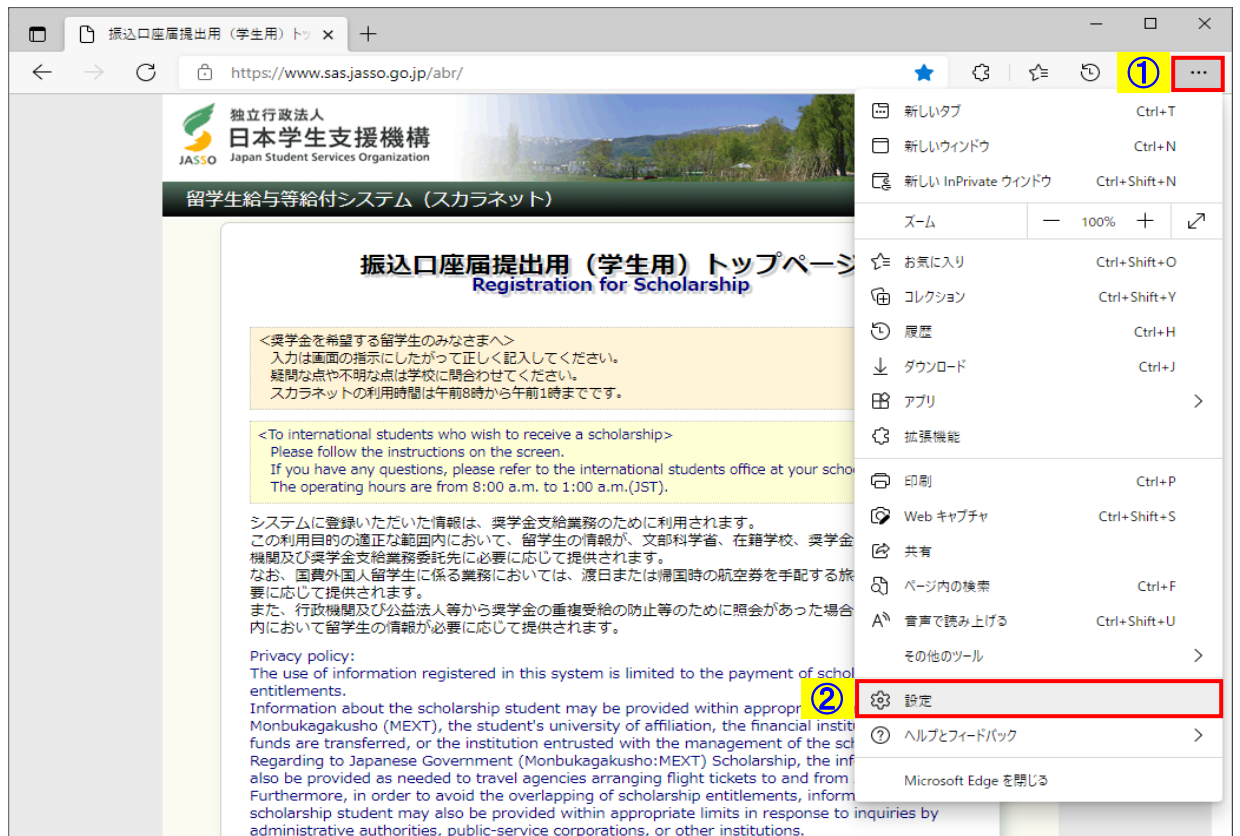 振込口座届提出用（学生用）トッ
https://www.sas.jasso.go.jp/abr/
①
…
独立行政法人
日本学生支援機構
Japan Student Services Organization
JASSO
留学生給与等給付システム（スカラネット）
振込口座届提出用（学生用）トップページ
Registration for Scholarship
<奨学金を希望する留学生のみなさまへ>
入力は画面の指示にしたがって正しく記入してください。
疑問な点や不明な点は学校に問合わせてください。
スカラネットの利用時間は午前8時から午前1時までです。
<To international students who wish to receive a scholarship>
Please follow the instructions on the screen.
If you have any questions, please refer to the international students office at your schoo
The operating hours are from 8:00 a.m. to 1:00 a.m.(JST).
システムに登録いただいた情報は、奨学金支給業務のために利用されます。
この利用目的の適正な範囲内において、留学生の情報が、文部科学省、在籍学校、奨学金
機関及び奨学金支給業務委託先に必要に応じて提供されます。
なお、国費外国人留学生に係る業務においては、渡日または帰国時の航空券を手配する旅
要に応じて提供されます。
また、行政機関及び公益法人等から奨学金の重複受給の防止等のために照会があった場合
内において留学生の情報が必要に応じて提供されます。
Privacy policy:
The use of information registered in this system is limited to the payment of schol
entitlements.
Information about the scholarship student may be provided within appropr
Monbukagakusho (MEXT), the student's university of affiliation, the financial instit
funds are transferred, or the institution entrusted with the management of the sch
Regarding to Japanese Government (Monbukagakusho:MEXT) Scholarship, the inf
also be provided as needed to travel agencies arranging flight tickets to and from
Furthermore, in order to avoid the overlapping of scholarship entitlements, inform
scholarship student may also be provided within appropriate limits in response to inquiries by
administrative authorities, public-service corporations, or other institutions.
新しいタブ Ctrl+T
新しいウィンドウ Ctrl+N
新しい InPrivate ウィンドウ Ctrl+Shift+N
ズーム — 100% +
お気に入り Ctrl+Shift+O
コレクション Ctrl+Shift+Y
履歴 Ctrl+H
ダウンロード Ctrl+J
アプリ
拡張機能
印刷 Ctrl+P
Web キャプチャ Ctrl+Shift+S
共有
ページ内の検索 Ctrl+F
音声で読み上げる Ctrl+Shift+U
その他のツール
② 設定
ヘルプとフィードバック
Microsoft Edge を閉じる